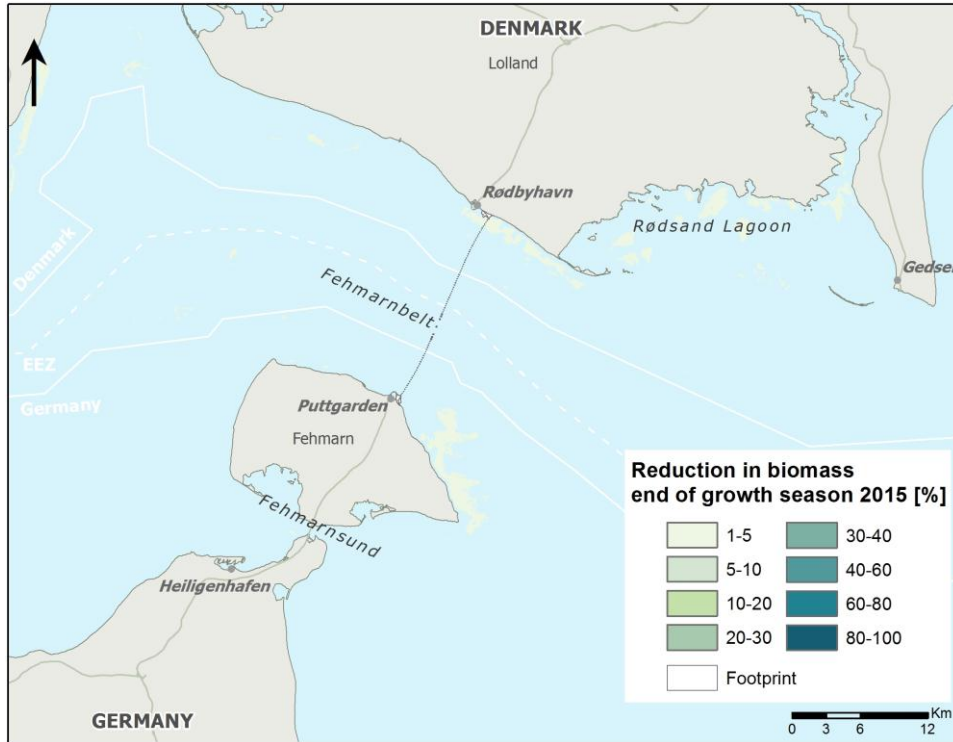 DENMARK
Lolland
Rødbyhavn
Rødsand Lagoon
Gedser
Denmark
Fehmarnbelt
EEZ
Germany
Puttgarden
Fehmarn
Fehmarnsund
Heiligenhafen
GERMANY
Reduction in biomass
end of growth season 2015 [%]
1-5
30-40
5-10
40-60
10-20
60-80
20-30
80-100
Footprint
Km
0 3 6 12